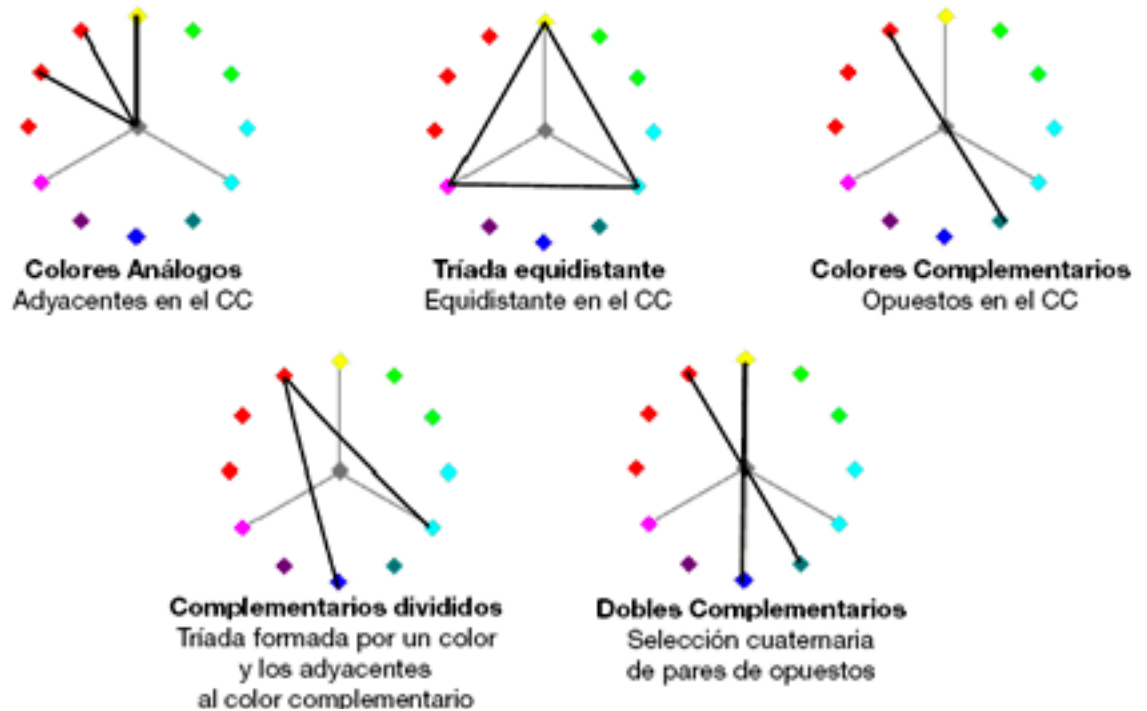 Colores Análogos
Adyacentes en el CC
Tríada equidistante
Equidistante en el CC
Colores Complementarios
Opuestos en el CC
Complementarios divididos
Tríada formada por un color
y los adyacentes
al color complementario
Dobles Complementarios
Selección cuaternaria
de pares de opuestos